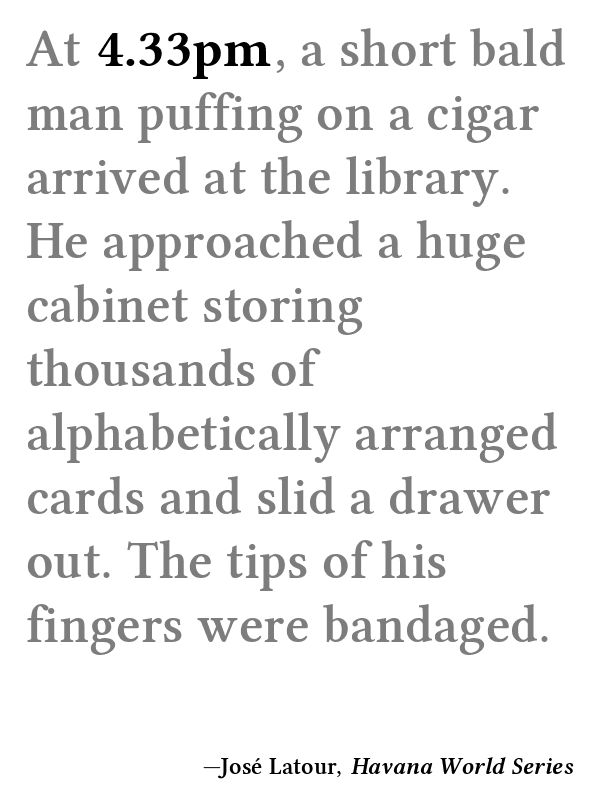 At 4.33pm, a short bald
man puffing on a cigar
arrived at the library.
He approached a huge
cabinet storing
thousands of
alphabetically arranged
cards and slid a drawer
out. The tips of his
fingers were bandaged.
—José Latour, Havana World Series